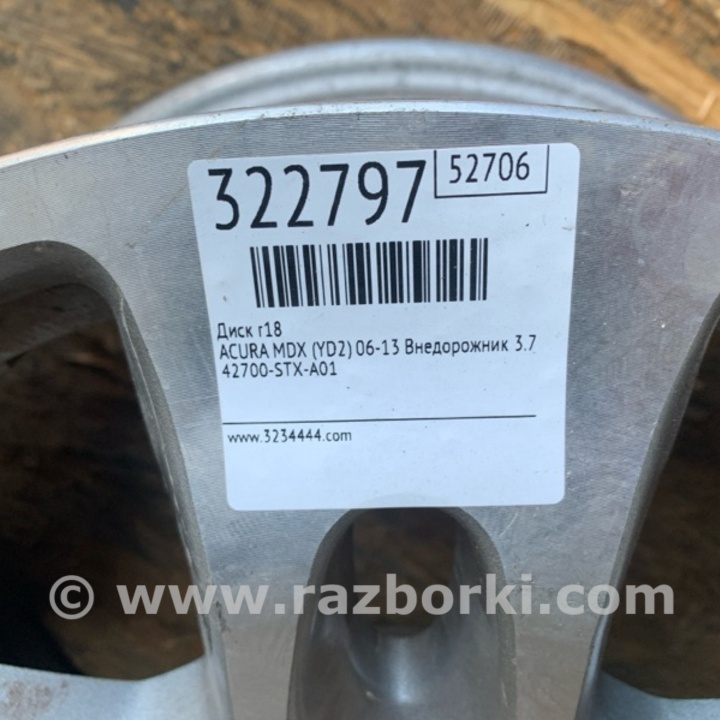 322797
52706
Диск r18
ACURA MDX (YD2) 06-13 Внедорожник 3.7
42700-STX-A01
www.3234444.com
© www.razborki.com